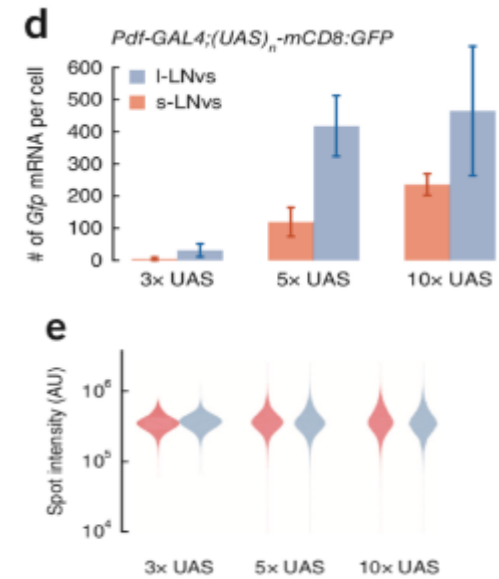 d
Pdf-GAL4;(UAS)n-mCD8:GFP
# of Gfp mRNA per cell
600
500
400
300
200
100
0
l-LNvs
s-LNvs
3× UAS 5× UAS 10× UAS
e
Spot intensity (AU)
10⁶
10⁵
10⁴
3× UAS 5× UAS 10× UAS